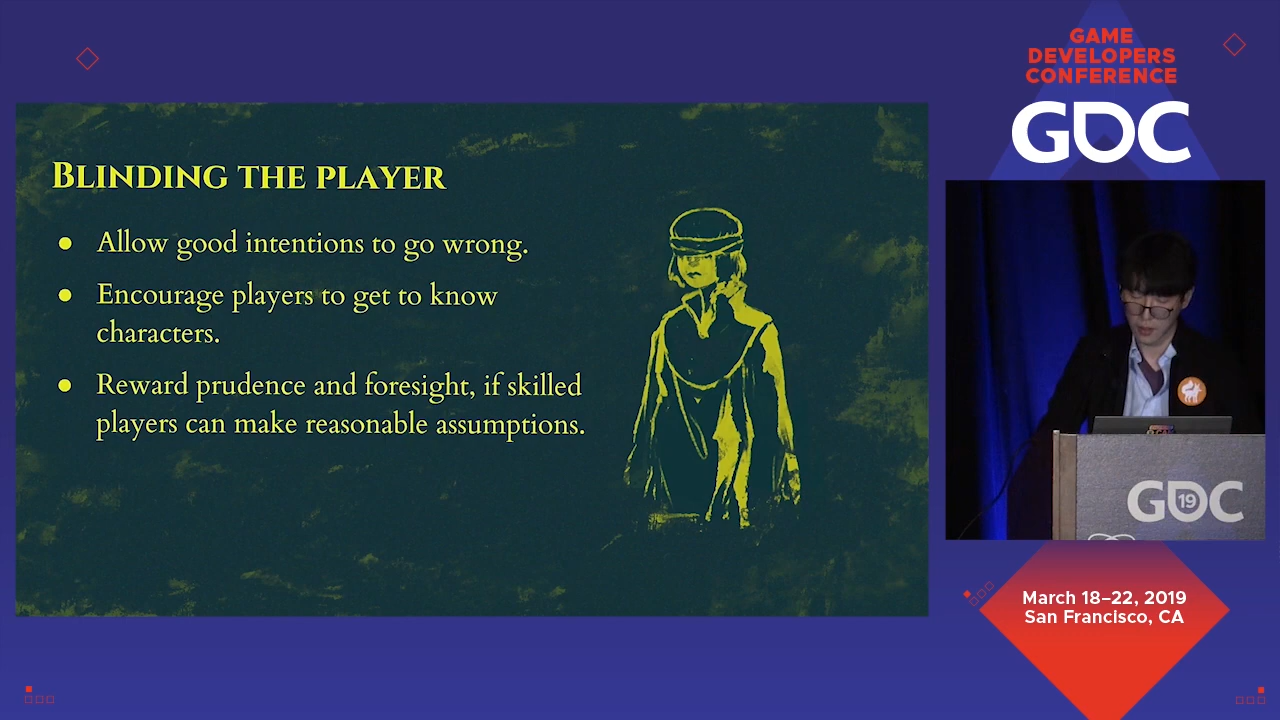 GAME
DEVELOPERS
CONFERENCE
GDC
BLINDING THE PLAYER
● Allow good intentions to go wrong.
● Encourage players to get to know
characters.
● Reward prudence and foresight, if skilled
players can make reasonable assumptions.
GDC 19
March 18–22, 2019
San Francisco, CA